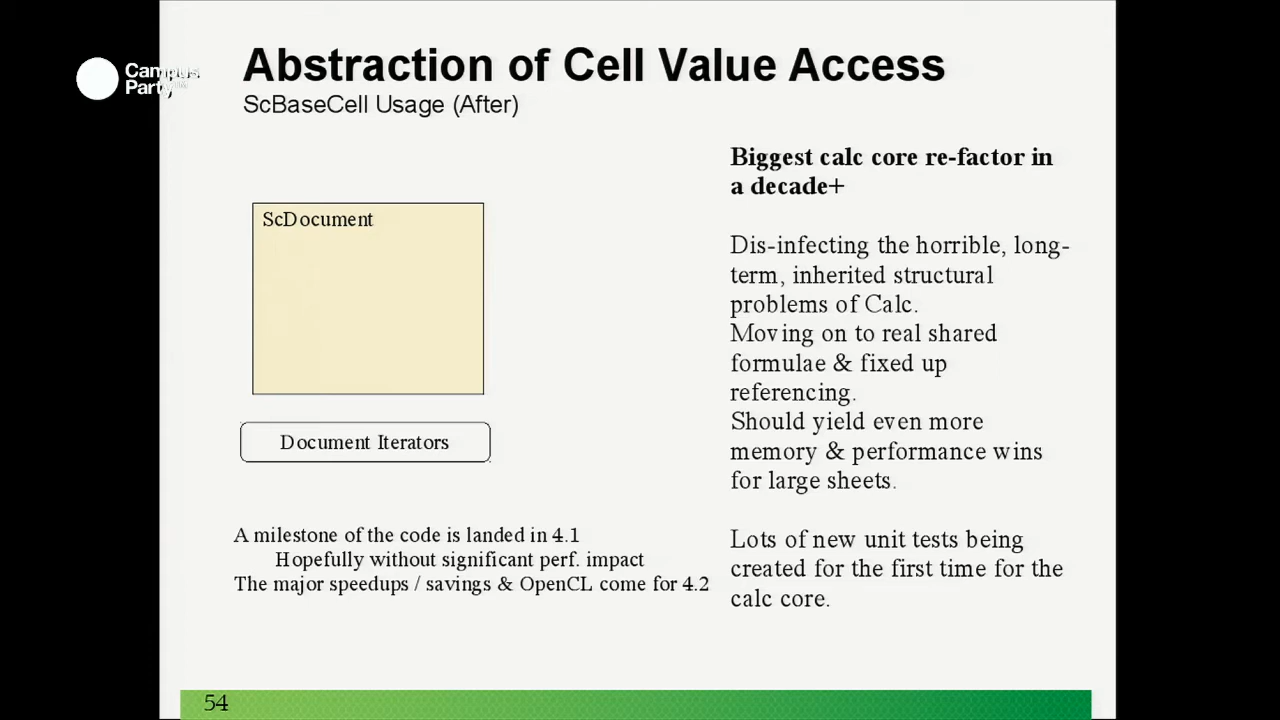 Campus
Party™
Abstraction of Cell Value Access
ScBaseCell Usage (After)
Biggest calc core re-factor in
a decade+
ScDocument
Dis-infecting the horrible, long-
term, inherited structural
problems of Calc.
Moving on to real shared
formulae & fixed up
referencing.
Should yield even more
memory & performance wins
for large sheets.
Document Iterators
A milestone of the code is landed in 4.1
Hopefully without significant perf. impact
The major speedups / savings & OpenCL come for 4.2
Lots of new unit tests being
created for the first time for the
calc core.
54